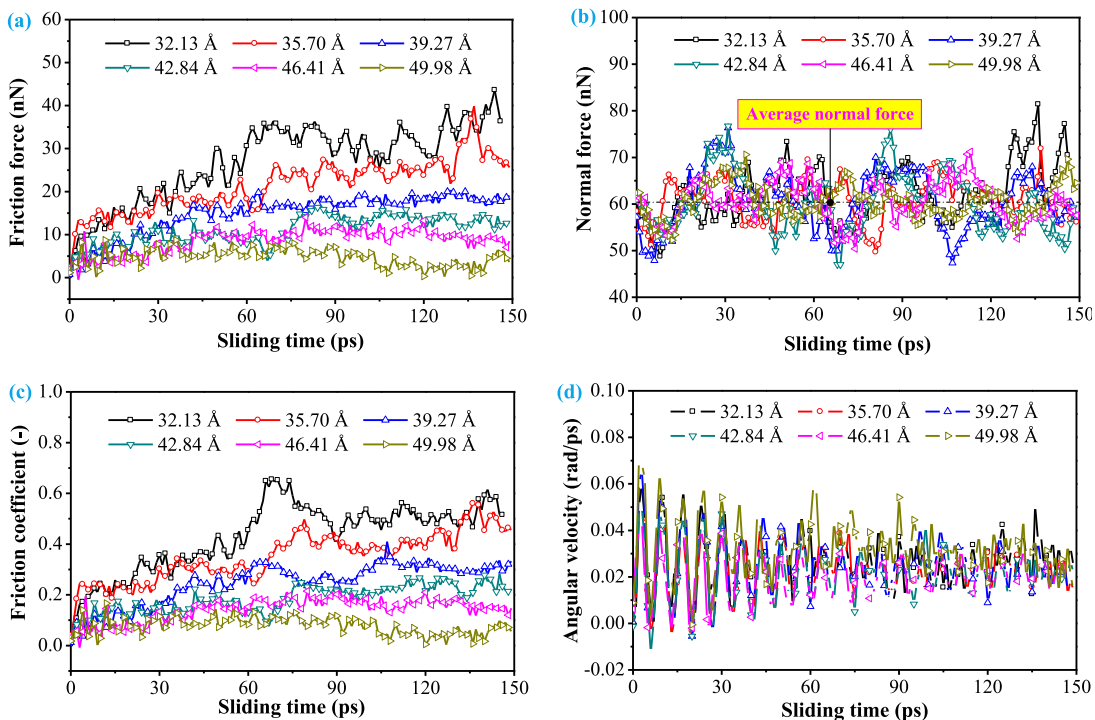 (a)
60
50
40
30
20
10
0
Friction force (nN)
32.13 Å 35.70 Å 39.27 Å
42.84 Å 46.41 Å 49.98 Å
0 30 60 90 120 150
Sliding time (ps)
(b)
100
90
80
70
60
50
40
Normal force (nN)
32.13 Å 35.70 Å 39.27 Å
42.84 Å 46.41 Å 49.98 Å
Average normal force
0 30 60 90 120 150
Sliding time (ps)
(c)
1.0
0.8
0.6
0.4
0.2
0.0
Friction coefficient (-)
32.13 Å 35.70 Å 39.27 Å
42.84 Å 46.41 Å 49.98 Å
0 30 60 90 120 150
Sliding time (ps)
(d)
0.10
0.08
0.06
0.04
0.02
0.00
-0.02
Angular velocity (rad/ps)
32.13 Å 35.70 Å 39.27 Å
42.84 Å 46.41 Å 49.98 Å
0 30 60 90 120 150
Sliding time (ps)